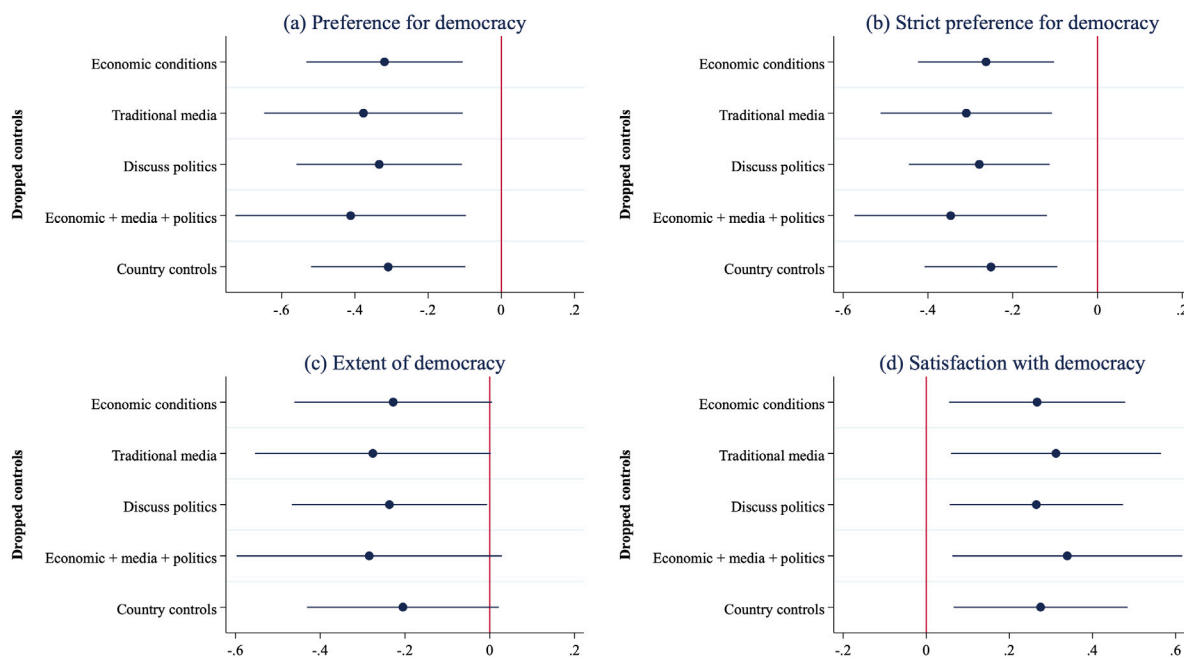 (a) Preference for democracy
Dropped controls
Economic conditions
Traditional media
Discuss politics
Economic + media + politics
Country controls
-.6 -.4 -.2 0 .2
(b) Strict preference for democracy
Dropped controls
Economic conditions
Traditional media
Discuss politics
Economic + media + politics
Country controls
-.6 -.4 -.2 0 .2
(c) Extent of democracy
Dropped controls
Economic conditions
Traditional media
Discuss politics
Economic + media + politics
Country controls
-.6 -.4 -.2 0 .2
(d) Satisfaction with democracy
Dropped controls
Economic conditions
Traditional media
Discuss politics
Economic + media + politics
Country controls
-.2 0 .2 .4 .6